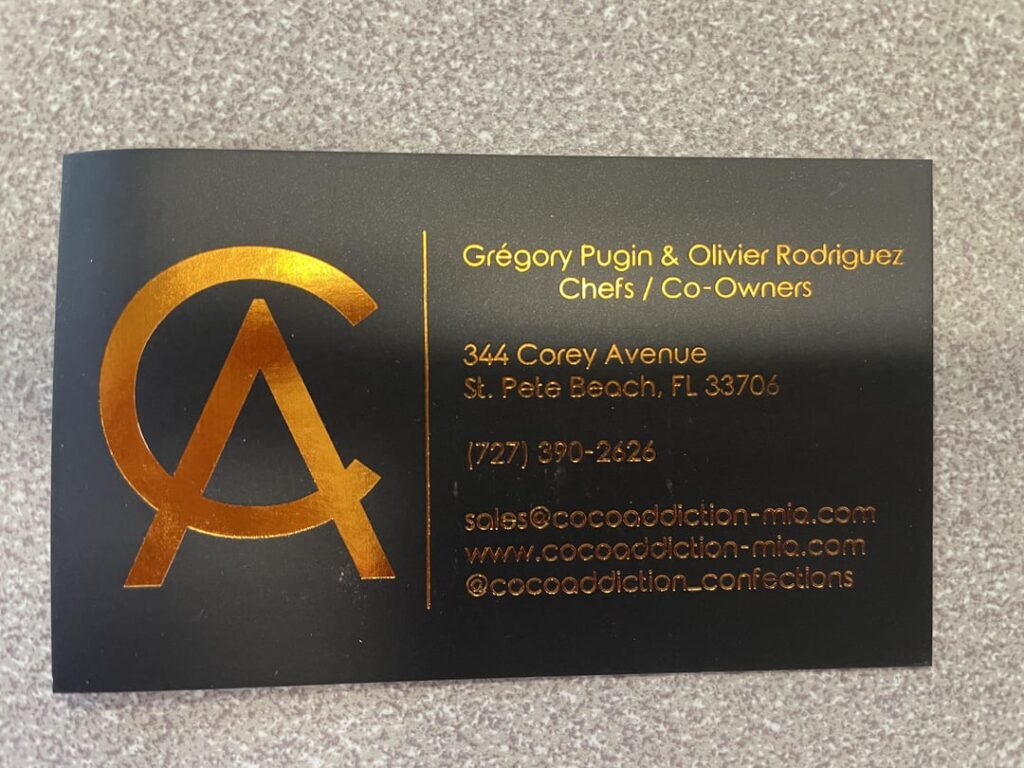 CA
Grégory Pugin & Olivier Rodriguez
Chefs / Co-Owners
344 Corey Avenue
St. Pete Beach, FL 33706
(727) 390-2626
sales@cocoaddiction-mia.com
www.cocoaddiction-mia.com
@cocoaddiction_confections